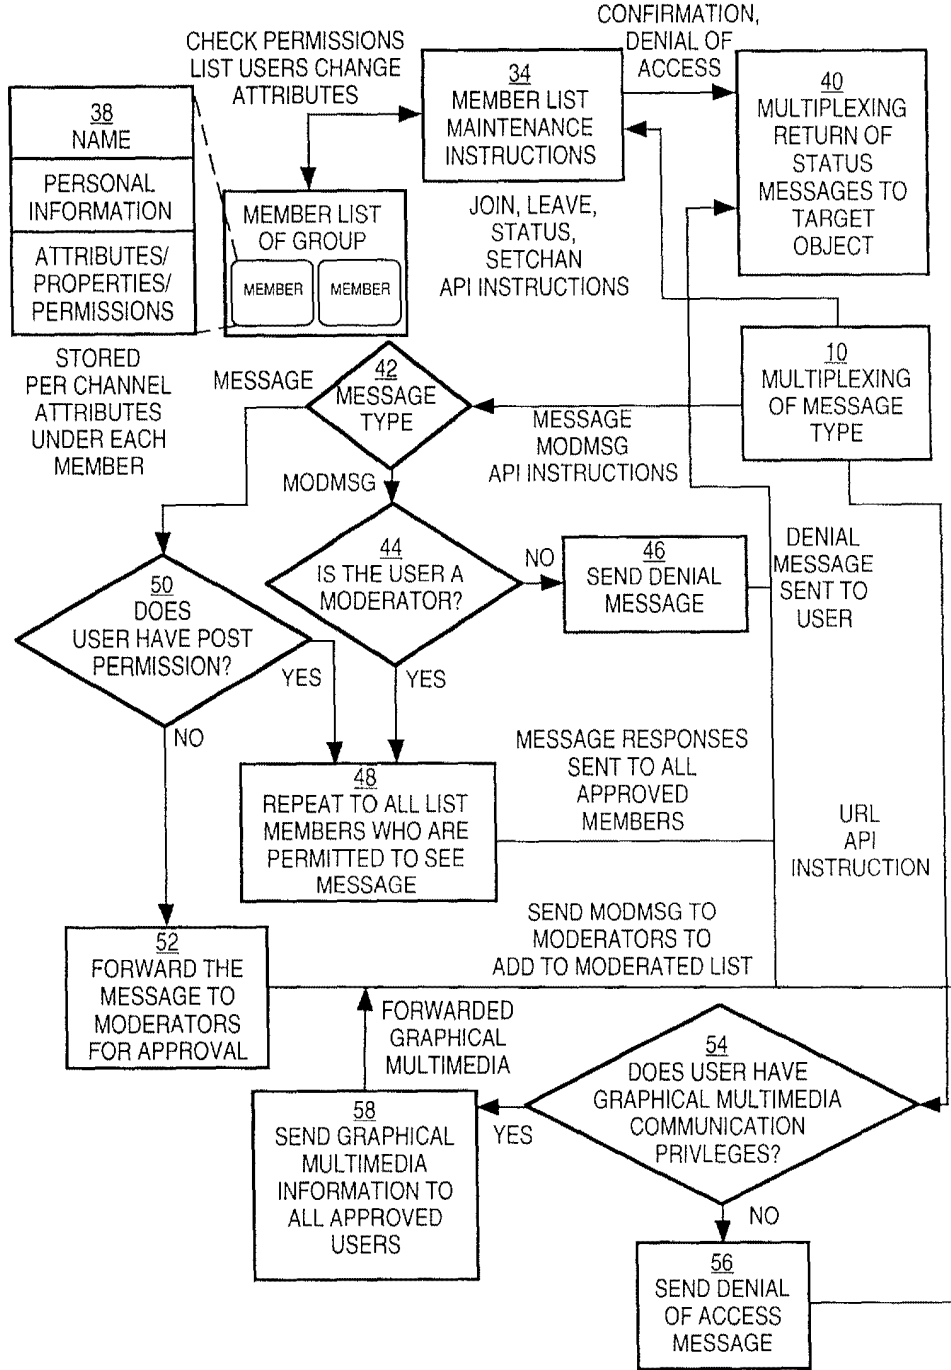 CONFIRMATION,
DENIAL OF
ACCESS
CHECK PERMISSIONS
LIST USERS CHANGE
ATTRIBUTES
34
MEMBER LIST
MAINTENANCE
INSTRUCTIONS
40
MULTIPLEXING
RETURN OF
STATUS
MESSAGES TO
TARGET
OBJECT
38
NAME
PERSONAL
INFORMATION
ATTRIBUTES/
PROPERTIES/
PERMISSIONS
MEMBER LIST
OF GROUP
MEMBER
MEMBER
JOIN, LEAVE,
STATUS,
SETCHAN
API INSTRUCTIONS
STORED
PER CHANNEL
ATTRIBUTES
UNDER EACH
MEMBER
MESSAGE
42
MESSAGE
TYPE
10
MULTIPLEXING
OF MESSAGE
TYPE
MESSAGE
MODMSG
API INSTRUCTIONS
MODMSG
44
IS THE USER A
MODERATOR?
NO
46
SEND DENIAL
MESSAGE
DENIAL
MESSAGE
SENT TO
USER
50
DOES
USER HAVE POST
PERMISSION?
YES
YES
NO
48
REPEAT TO ALL LIST
MEMBERS WHO ARE
PERMITTED TO SEE
MESSAGE
MESSAGE RESPONSES
SENT TO ALL
APPROVED
MEMBERS
URL
API
INSTRUCTION
52
FORWARD THE
MESSAGE TO
MODERATORS
FOR APPROVAL
SEND MODMSG TO
MODERATORS TO
ADD TO MODERATED LIST
FORWARDED
GRAPHICAL
MULTIMEDIA
54
DOES USER HAVE
GRAPHICAL MULTIMEDIA
COMMUNICATION
PRIVLEGES?
YES
58
SEND GRAPHICAL
MULTIMEDIA
INFORMATION TO
ALL APPROVED
USERS
NO
56
SEND DENIAL
OF ACCESS
MESSAGE